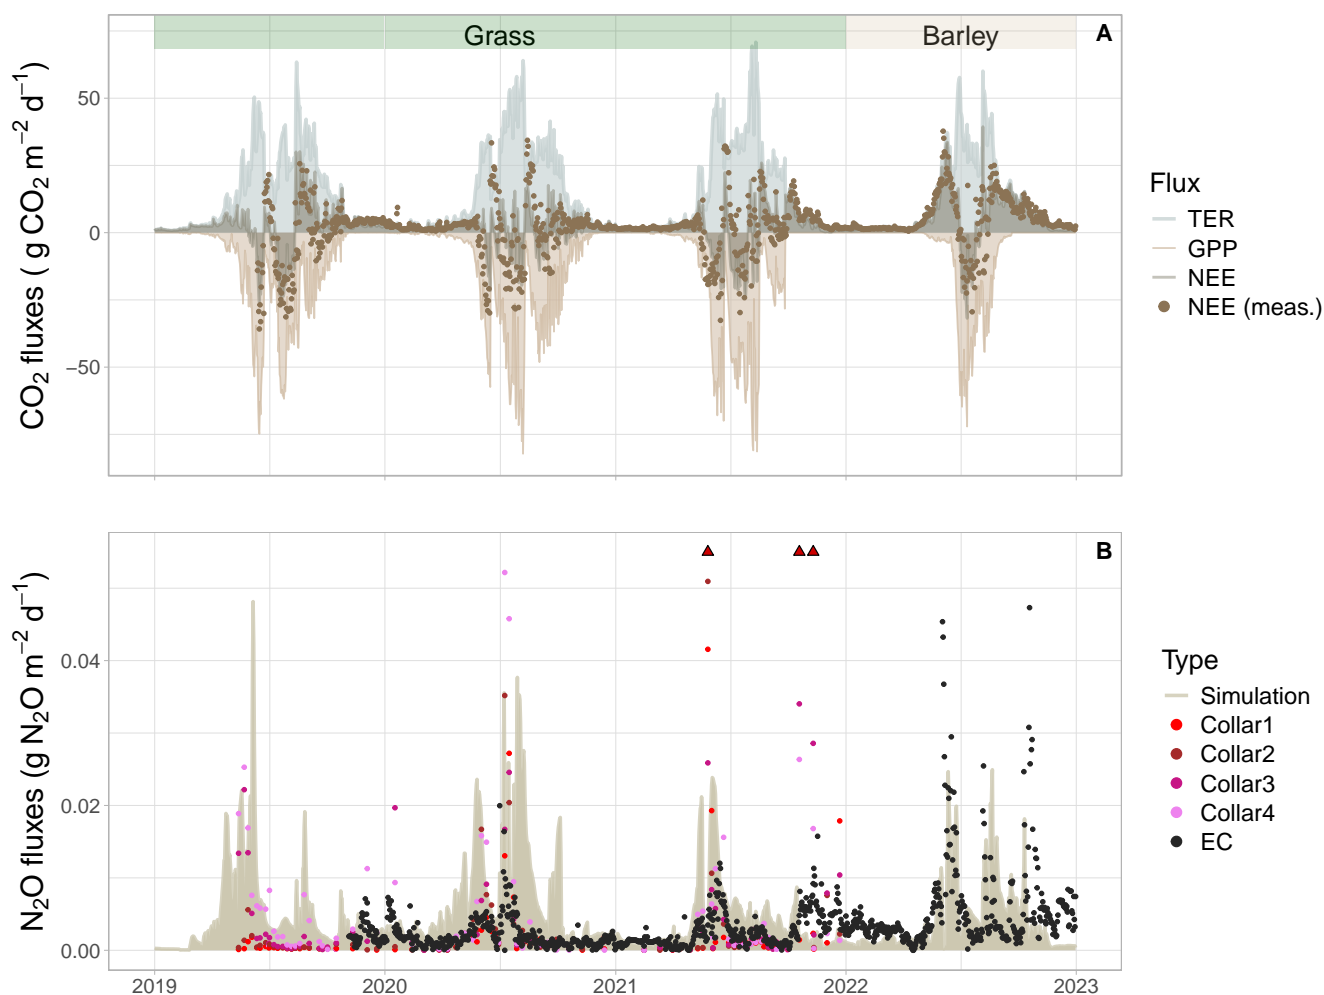 Grass
Barley
A
CO₂ fluxes ( g CO₂ m⁻² d⁻¹)
50
0
−50
Flux
TER
GPP
NEE
NEE (meas.)
B
N₂O fluxes (g N₂O m⁻² d⁻¹)
0.04
0.02
0.00
2019
2020
2021
2022
2023
Type
Simulation
Collar1
Collar2
Collar3
Collar4
EC